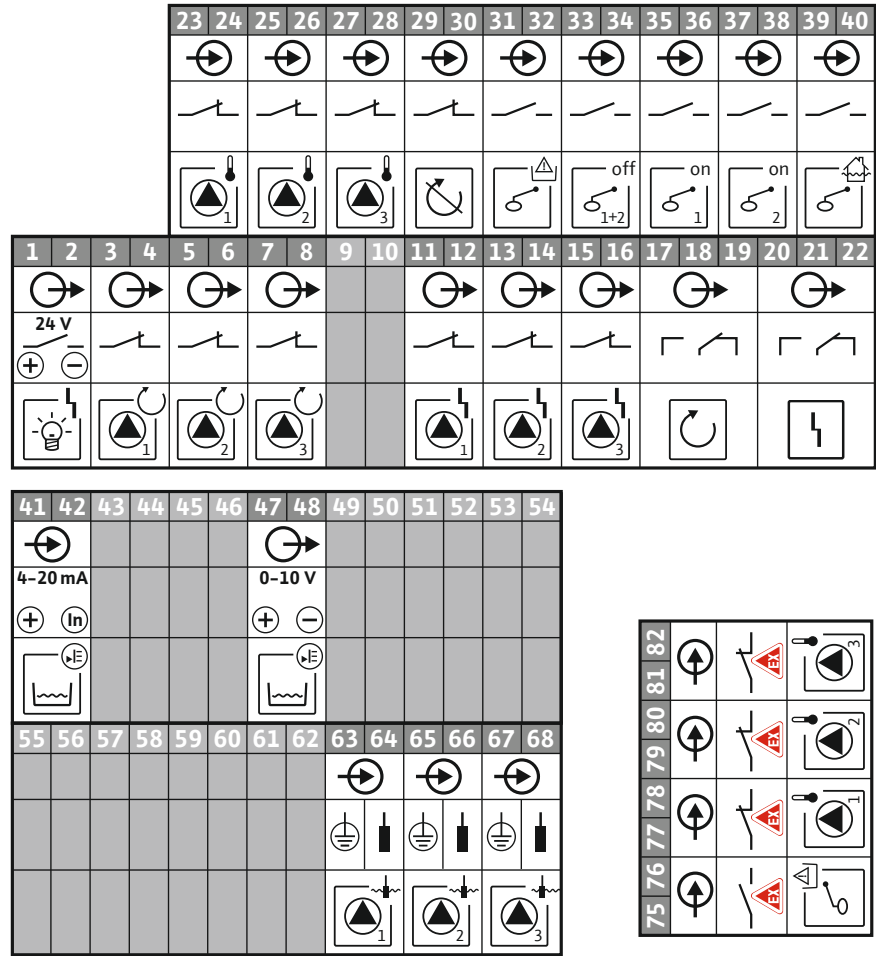 23 24 25 26 27 28 29 30 31 32 33 34 35 36 37 38 39 40
off on on
1 2 3 1+2 1 2
1 2 3 4 5 6 7 8 9 10 11 12 13 14 15 16 17 18 19 20 21 22
24 V
1 2 3 1 2 3
41 42 43 44 45 46 47 48 49 50 51 52 53 54
4–20 mA 0–10 V
In
55 56 57 58 59 60 61 62 63 64 65 66 67 68
1 2 3
81 82
EX
3
79 80
EX
2
77 78
EX
1
75 76
EX